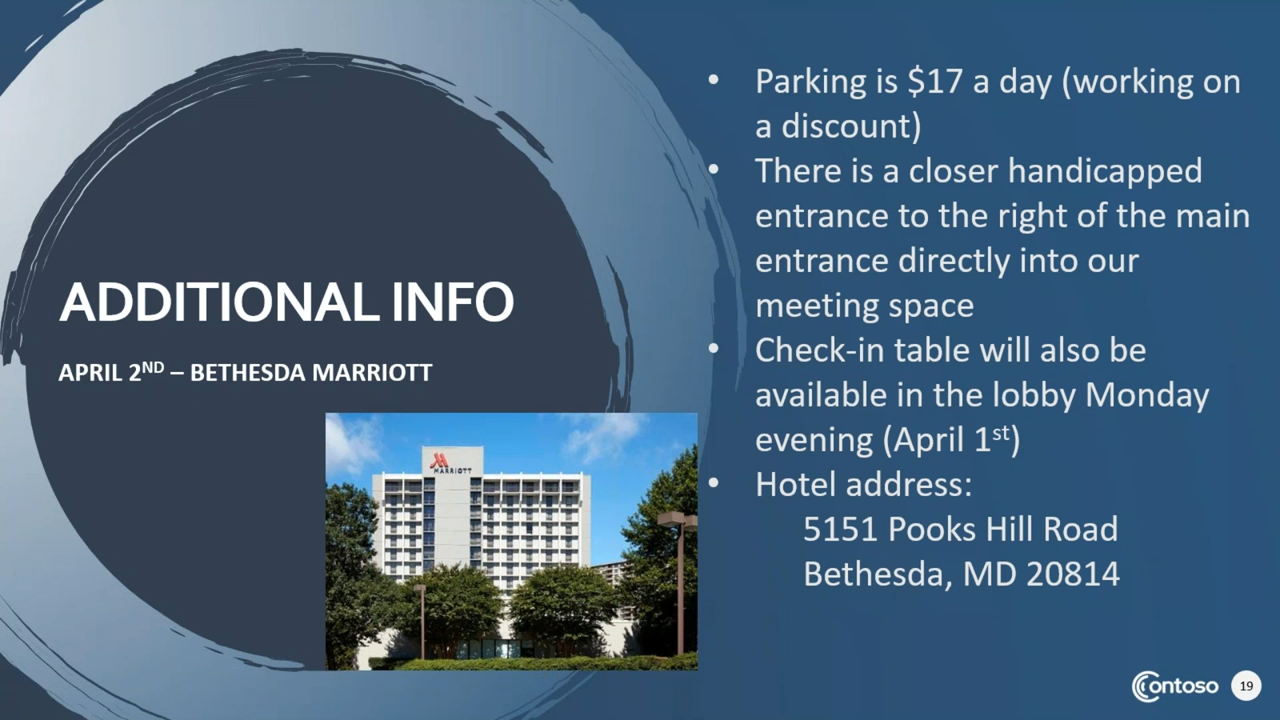 ADDITIONAL INFO
APRIL 2ND – BETHESDA MARRIOTT
MARRIOTT
• Parking is $17 a day (working on
a discount)
• There is a closer handicapped
entrance to the right of the main
entrance directly into our
meeting space
• Check-in table will also be
available in the lobby Monday
evening (April 1st)
• Hotel address:
5151 Pooks Hill Road
Bethesda, MD 20814
Contoso
19